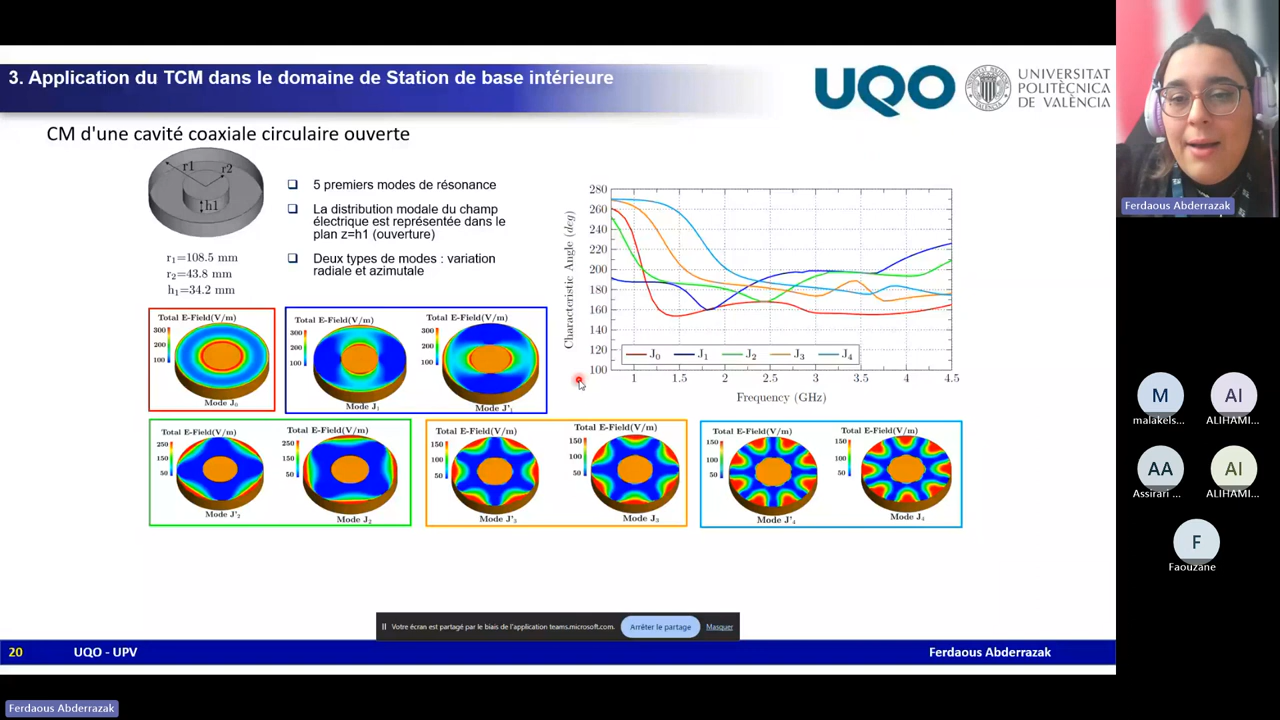 3. Application du TCM dans le domaine de Station de base intérieure
UQO
UNIVERSITAT
POLITÈCNICA
DE VALÈNCIA
CM d'une cavité coaxiale circulaire ouverte
r1
r2
h1
r1=108.5 mm
r2=43.8 mm
h1=34.2 mm
5 premiers modes de résonance
La distribution modale du champ
électrique est représentée dans le
plan z=h1 (ouverture)
Deux types de modes : variation
radiale et azimutale
Characteristic Angle (deg)
280
260
240
220
200
180
160
140
120
100
J0
J1
J2
J3
J4
1
1.5
2
2.5
3
3.5
4
4.5
Frequency (GHz)
Total E-Field(V/m)
300
200
100
Mode J0
Total E-Field(V/m)
300
200
100
Mode J1
Total E-Field(V/m)
300
200
100
Mode J'1
Total E-Field(V/m)
250
150
50
Mode J'2
Total E-Field(V/m)
250
150
50
Mode J2
Total E-Field(V/m)
150
100
50
Mode J'3
Total E-Field(V/m)
150
100
50
Mode J3
Total E-Field(V/m)
150
100
50
Mode J'4
Total E-Field(V/m)
150
100
50
Mode J4
Votre écran est partagé par le biais de l'application teams.microsoft.com.
Arrêter le partage
Masquer
20
UQO - UPV
Ferdaous Abderrazak
Ferdaous Abderrazak
Ferdaous Abderrazak
M
malakels...
AI
ALIHAMI...
AA
Assirari ...
AI
ALIHAMI...
F
Faouzane